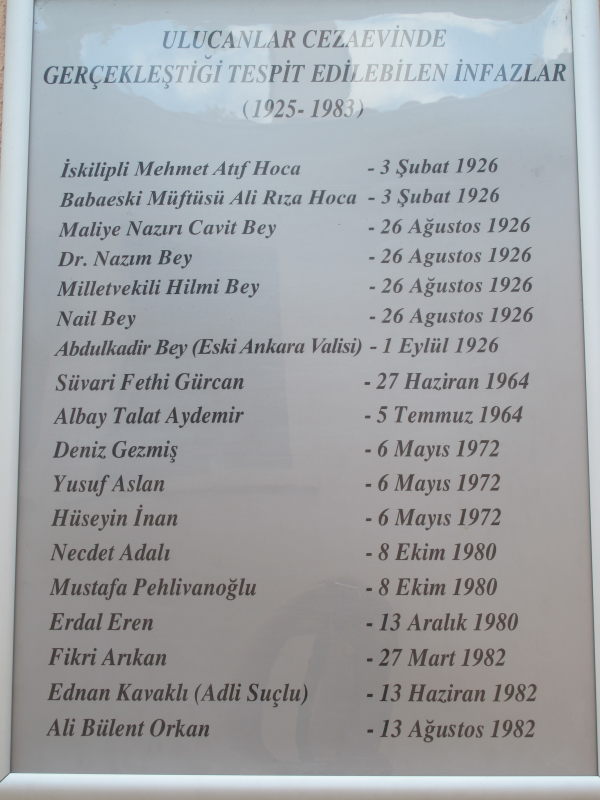 ULUCANLAR CEZAEVİNDE
GERÇEKLEŞTİĞİ TESPİT EDİLEBİLEN İNFAZLAR
(1925- 1983)
İskilipli Mehmet Atıf Hoca - 3 Şubat 1926
Babaeski Müftüsü Ali Rıza Hoca - 3 Şubat 1926
Maliye Nazırı Cavit Bey - 26 Ağustos 1926
Dr. Nazım Bey - 26 Agustos 1926
Milletvekili Hilmi Bey - 26 Ağustos 1926
Nail Bey - 26 Agustos 1926
Abdulkadir Bey (Eski Ankara Valisi) - 1 Eylül 1926
Süvari Fethi Gürcan - 27 Haziran 1964
Albay Talat Aydemir - 5 Temmuz 1964
Deniz Gezmiş - 6 Mayıs 1972
Yusuf Aslan - 6 Mayıs 1972
Hüseyin İnan - 6 Mayıs 1972
Necdet Adalı - 8 Ekim 1980
Mustafa Pehlivanoğlu - 8 Ekim 1980
Erdal Eren - 13 Aralık 1980
Fikri Arıkan - 27 Mart 1982
Ednan Kavaklı (Adli Suçlu) - 13 Haziran 1982
Ali Bülent Orkan - 13 Ağustos 1982